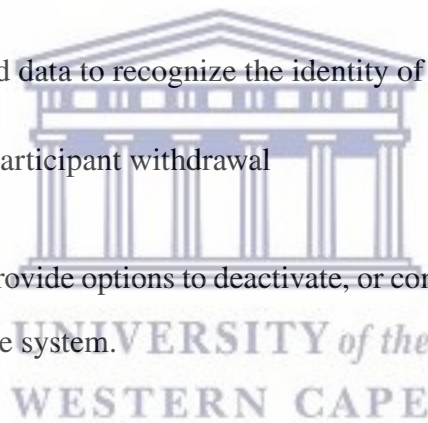 d data to recognize the identity of
articipant withdrawal
rovide options to deactivate, or con
e system.
UNIVERSITY of the
WESTERN CAPE